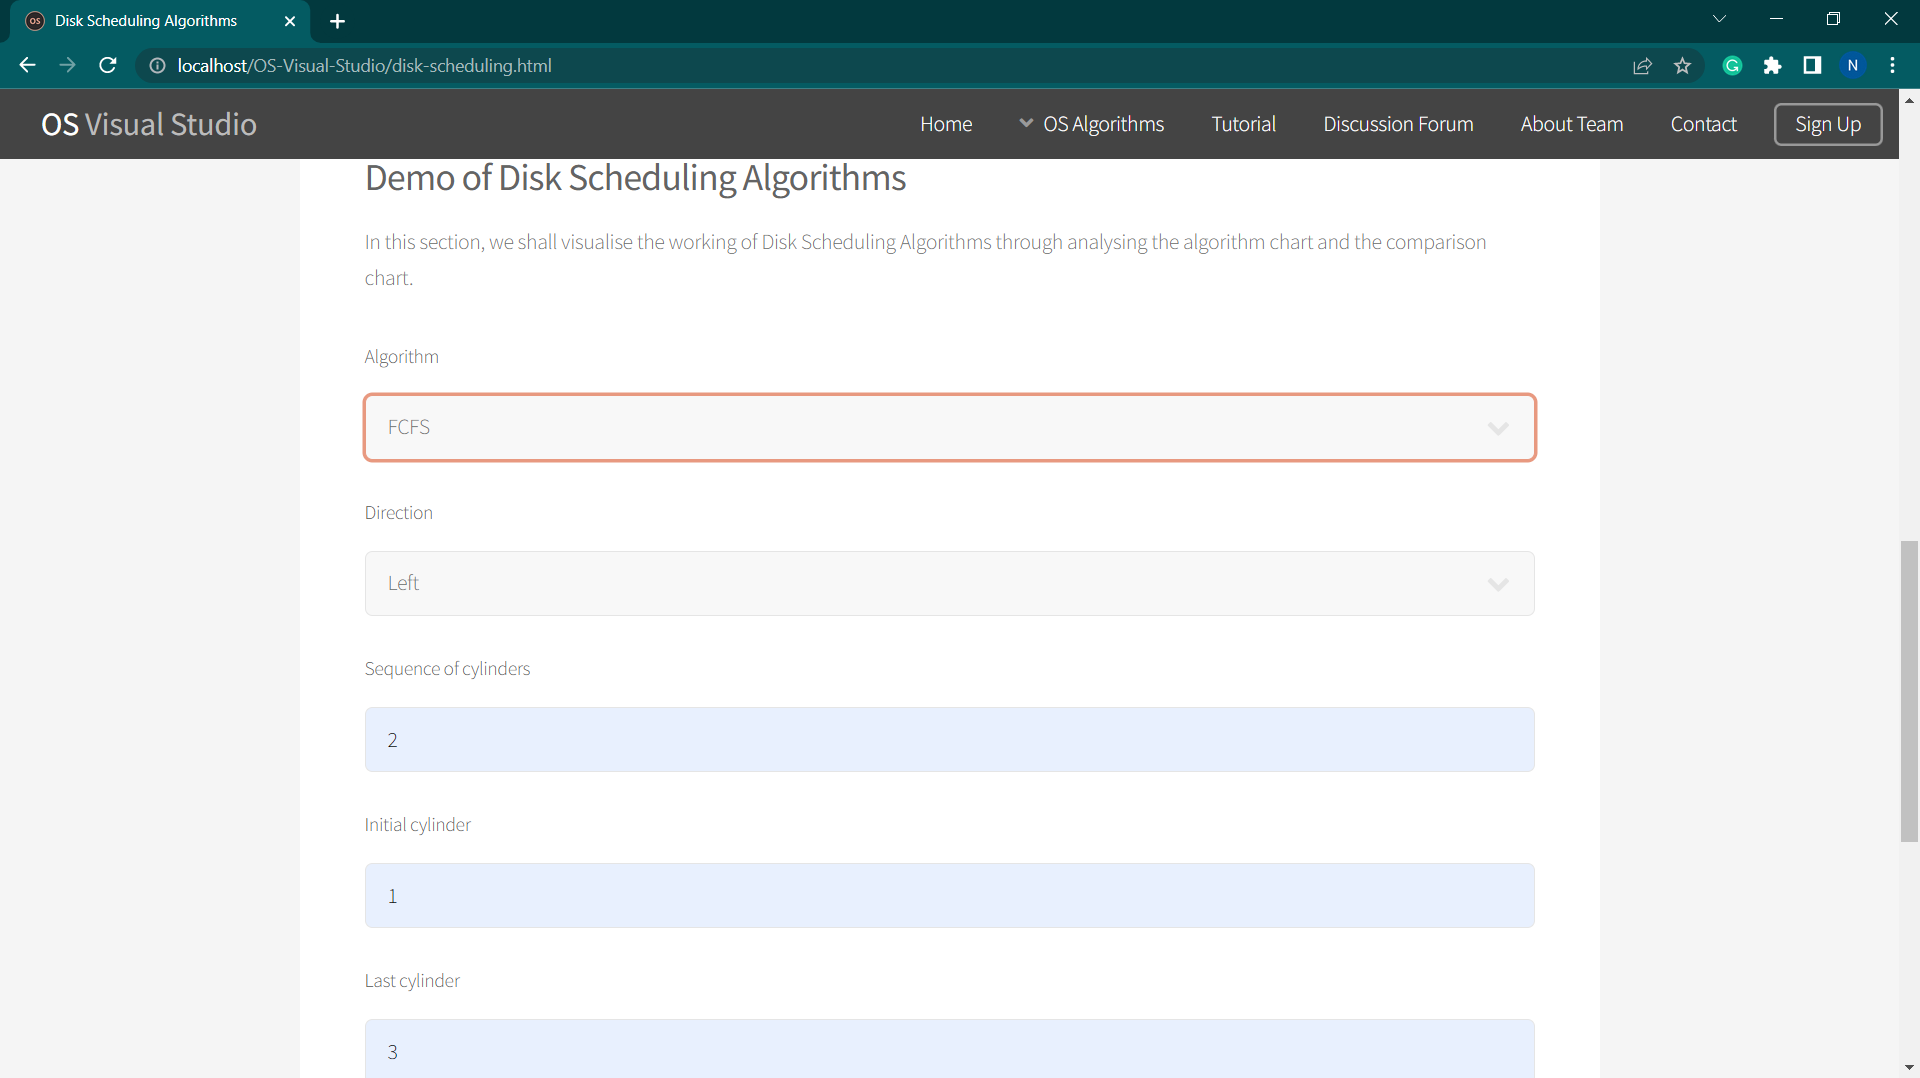 Disk Scheduling Algorithms
localhost/OS-Visual-Studio/disk-scheduling.html
N
OS Visual Studio
Home
OS Algorithms
Tutorial
Discussion Forum
About Team
Contact
Sign Up
Demo of Disk Scheduling Algorithms
In this section, we shall visualise the working of Disk Scheduling Algorithms through analysing the algorithm chart and the comparison
chart.
Algorithm
FCFS
Direction
Left
Sequence of cylinders
2
Initial cylinder
1
Last cylinder
3